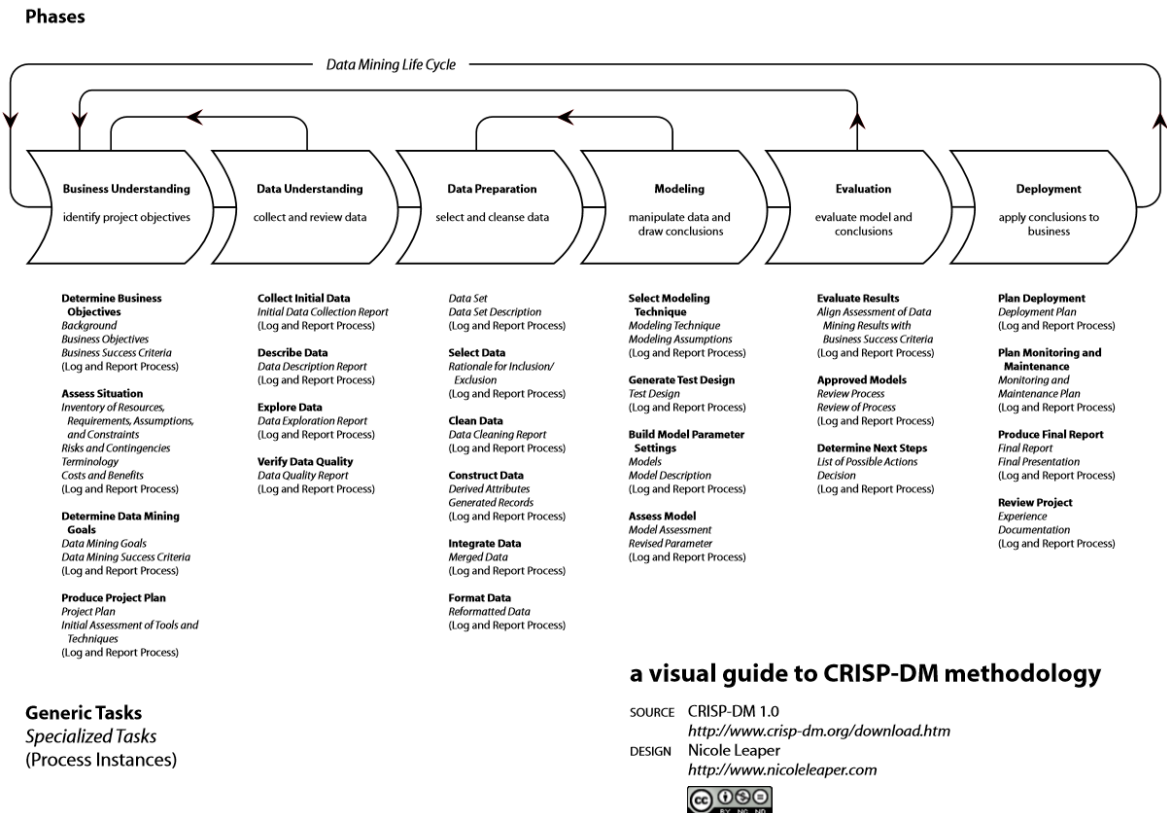 Phases
Data Mining Life Cycle
Business Understanding
identify project objectives
Data Understanding
collect and review data
Data Preparation
select and cleanse data
Modeling
manipulate data and
draw conclusions
Evaluation
evaluate model and
conclusions
Deployment
apply conclusions to
business
Determine Business
Objectives
Background
Business Objectives
Business Success Criteria
(Log and Report Process)
Assess Situation
Inventory of Resources,
Requirements, Assumptions,
and Constraints
Risks and Contingencies
Terminology
Costs and Benefits
(Log and Report Process)
Determine Data Mining
Goals
Data Mining Goals
Data Mining Success Criteria
(Log and Report Process)
Produce Project Plan
Project Plan
Initial Assessment of Tools and
Techniques
(Log and Report Process)
Collect Initial Data
Initial Data Collection Report
(Log and Report Process)
Describe Data
Data Description Report
(Log and Report Process)
Explore Data
Data Exploration Report
(Log and Report Process)
Verify Data Quality
Data Quality Report
(Log and Report Process)
Data Set
Data Set Description
(Log and Report Process)
Select Data
Rationale for Inclusion/
Exclusion
(Log and Report Process)
Clean Data
Data Cleaning Report
(Log and Report Process)
Construct Data
Derived Attributes
Generated Records
(Log and Report Process)
Integrate Data
Merged Data
(Log and Report Process)
Format Data
Reformatted Data
(Log and Report Process)
Select Modeling
Technique
Modeling Technique
Modeling Assumptions
(Log and Report Process)
Generate Test Design
Test Design
(Log and Report Process)
Build Model Parameter
Settings
Models
Model Description
(Log and Report Process)
Assess Model
Model Assessment
Revised Parameter
(Log and Report Process)
Evaluate Results
Align Assessment of Data
Mining Results with
Business Success Criteria
(Log and Report Process)
Approved Models
Review Process
Review of Process
(Log and Report Process)
Determine Next Steps
List of Possible Actions
Decision
(Log and Report Process)
Plan Deployment
Deployment Plan
(Log and Report Process)
Plan Monitoring and
Maintenance
Monitoring and
Maintenance Plan
(Log and Report Process)
Produce Final Report
Final Report
Final Presentation
(Log and Report Process)
Review Project
Experience
Documentation
(Log and Report Process)
Generic Tasks
Specialized Tasks
(Process Instances)
a visual guide to CRISP-DM methodology
SOURCE CRISP-DM 1.0
http://www.crisp-dm.org/download.htm
DESIGN Nicole Leaper
http://www.nicoleleaper.com
cc
BY NC ND